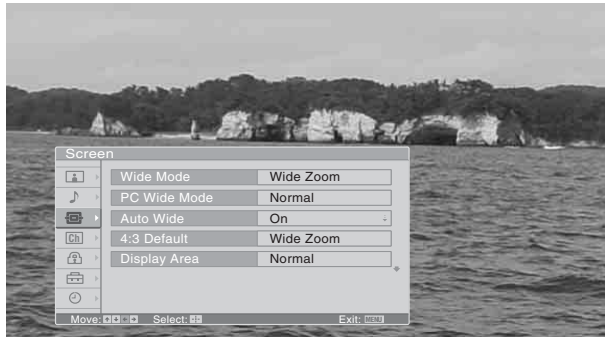 Screen
Wide Mode Wide Zoom
PC Wide Mode Normal
Auto Wide On
Ch
4:3 Default Wide Zoom
Display Area Normal
Move: Select: Exit: MENU